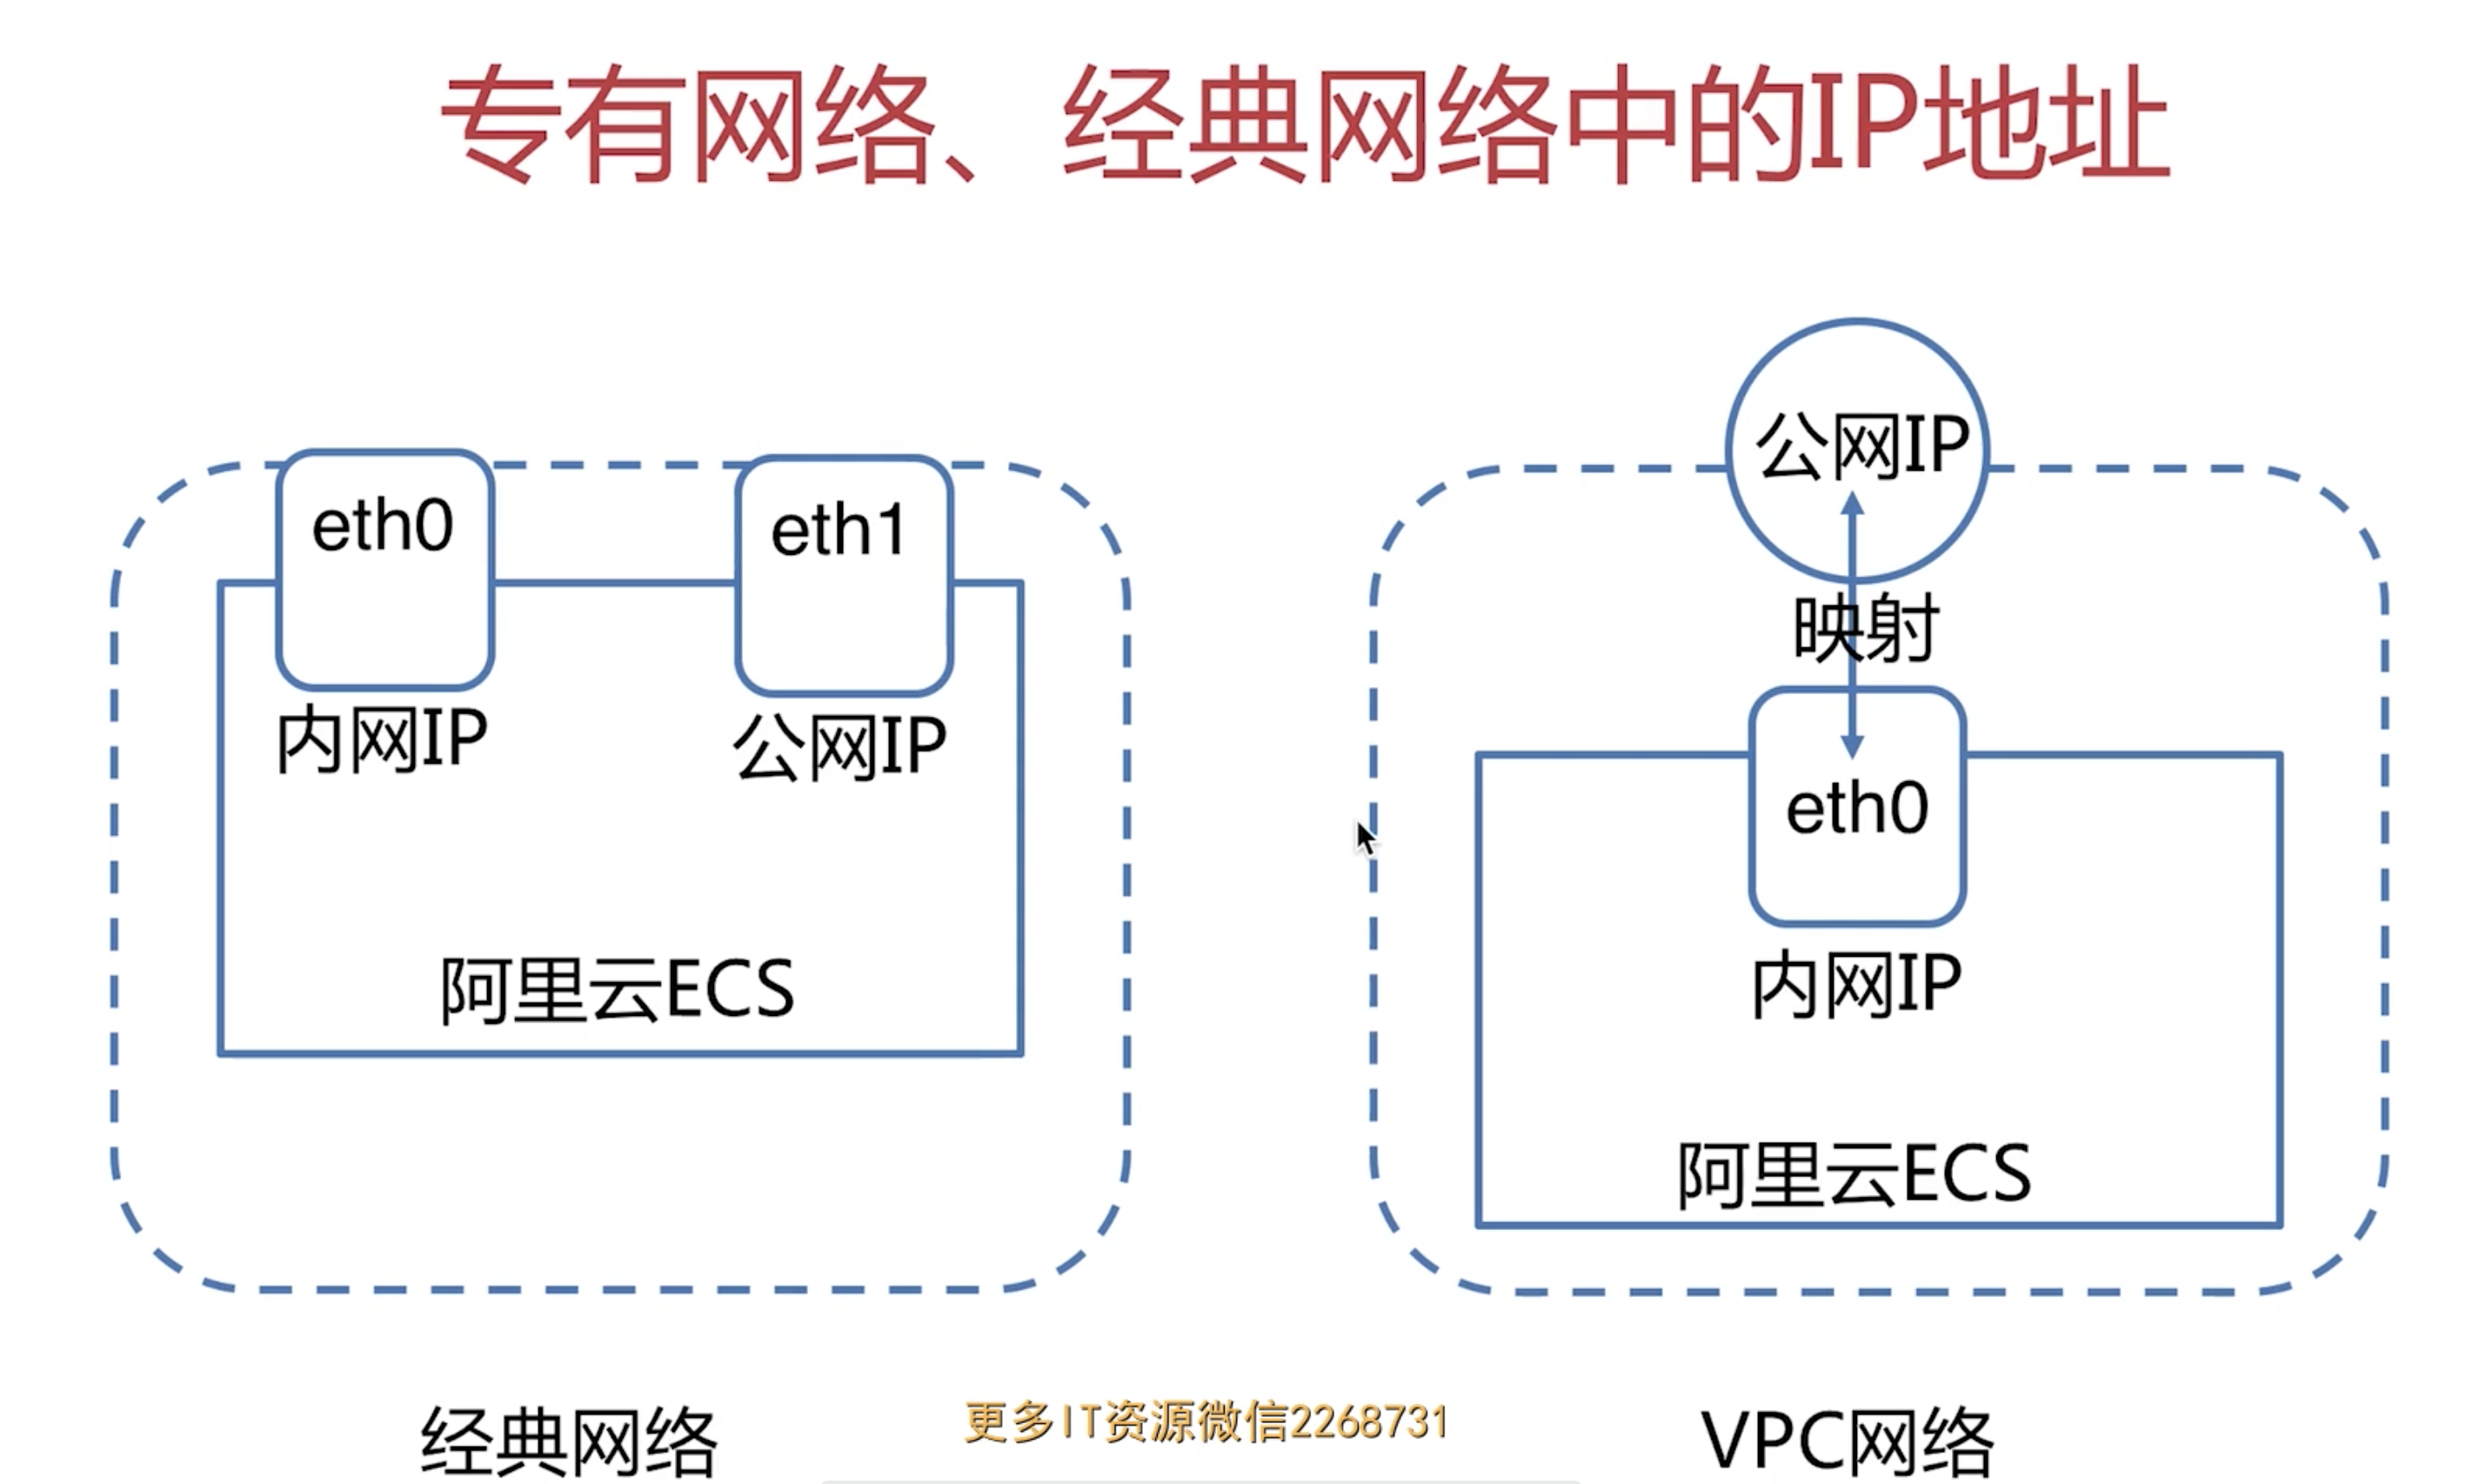 专有网络、经典网络中的IP地址
eth0
eth1
内网IP
公网IP
阿里云ECS
公网IP
映射
eth0
内网IP
阿里云ECS
经典网络
更多IT资源微信2268731
VPC网络